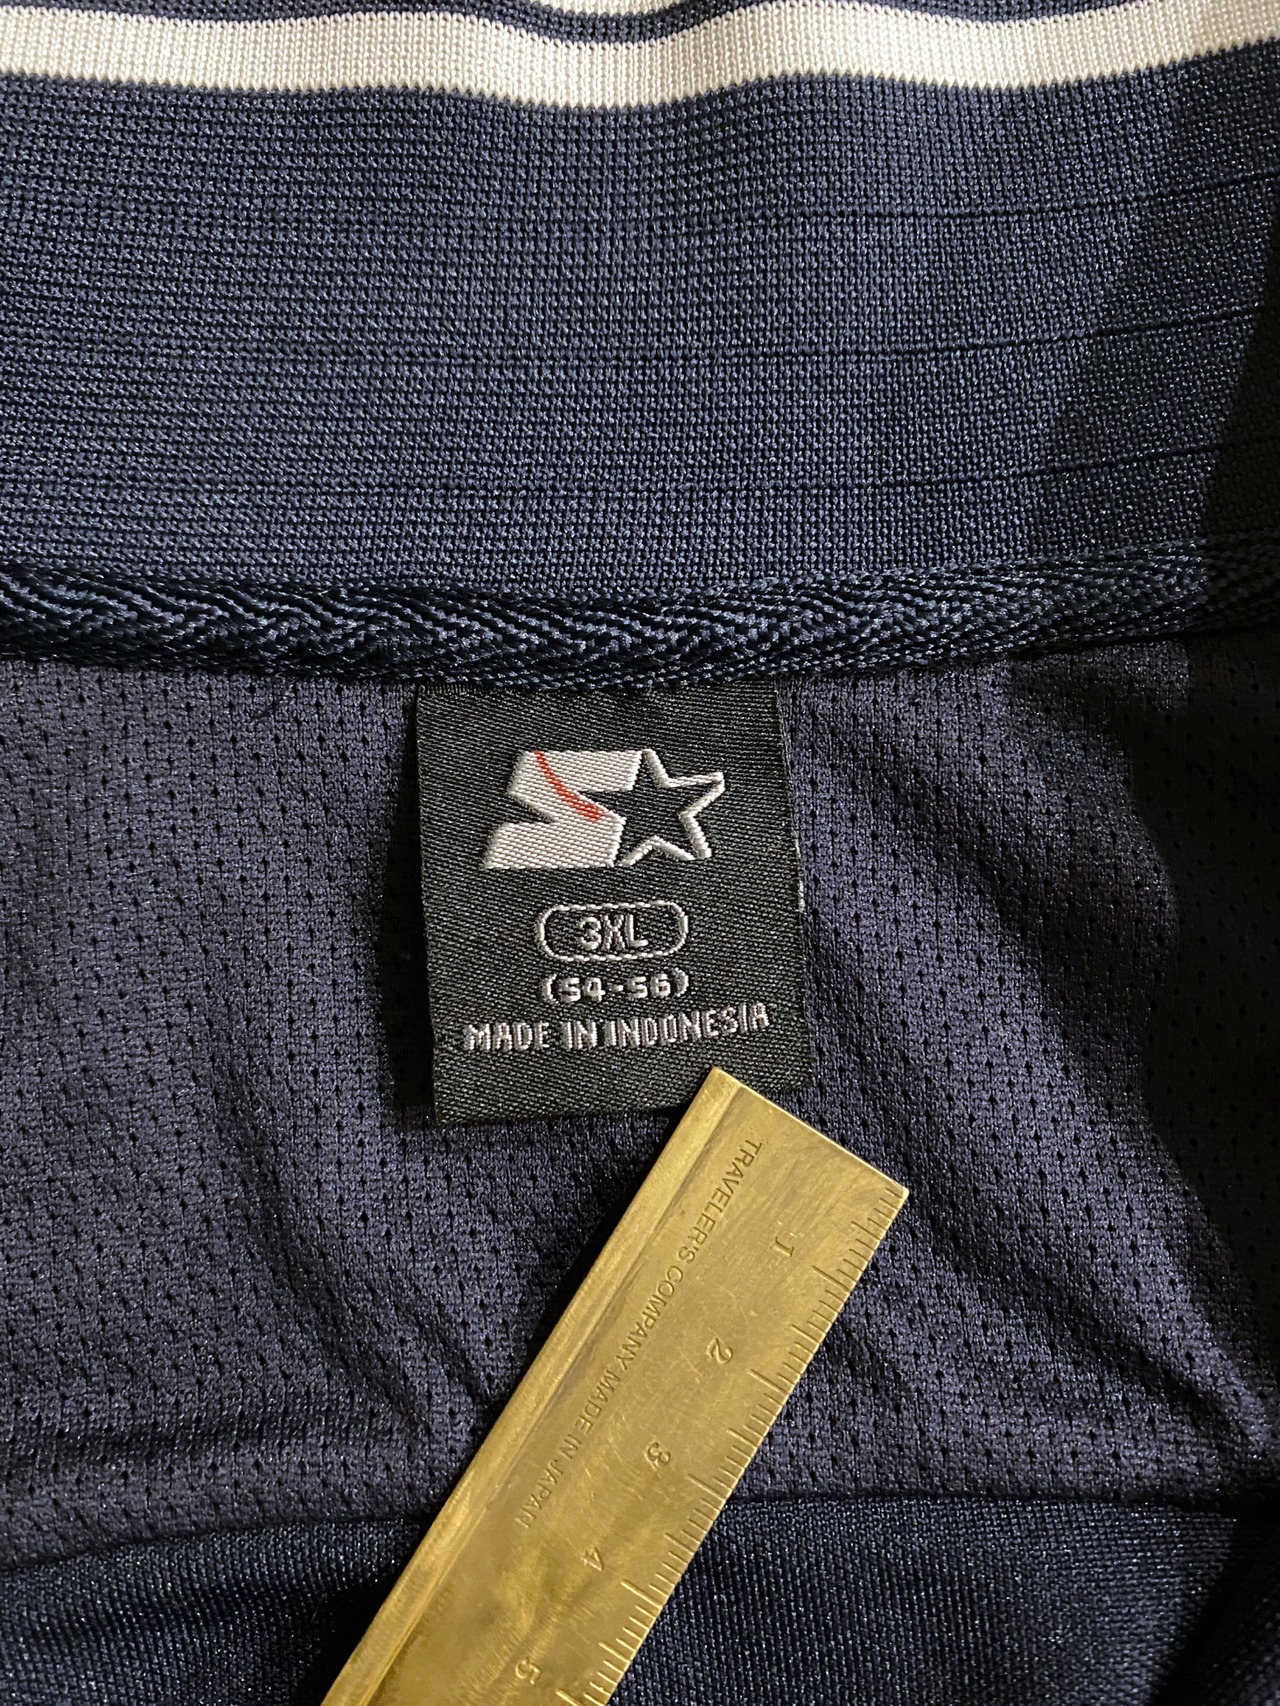 3XL
(54-56)
MADE IN INDONESIA
TRAVELER'S COMPANY MADE IN JAPAN
1
2
3
4
5